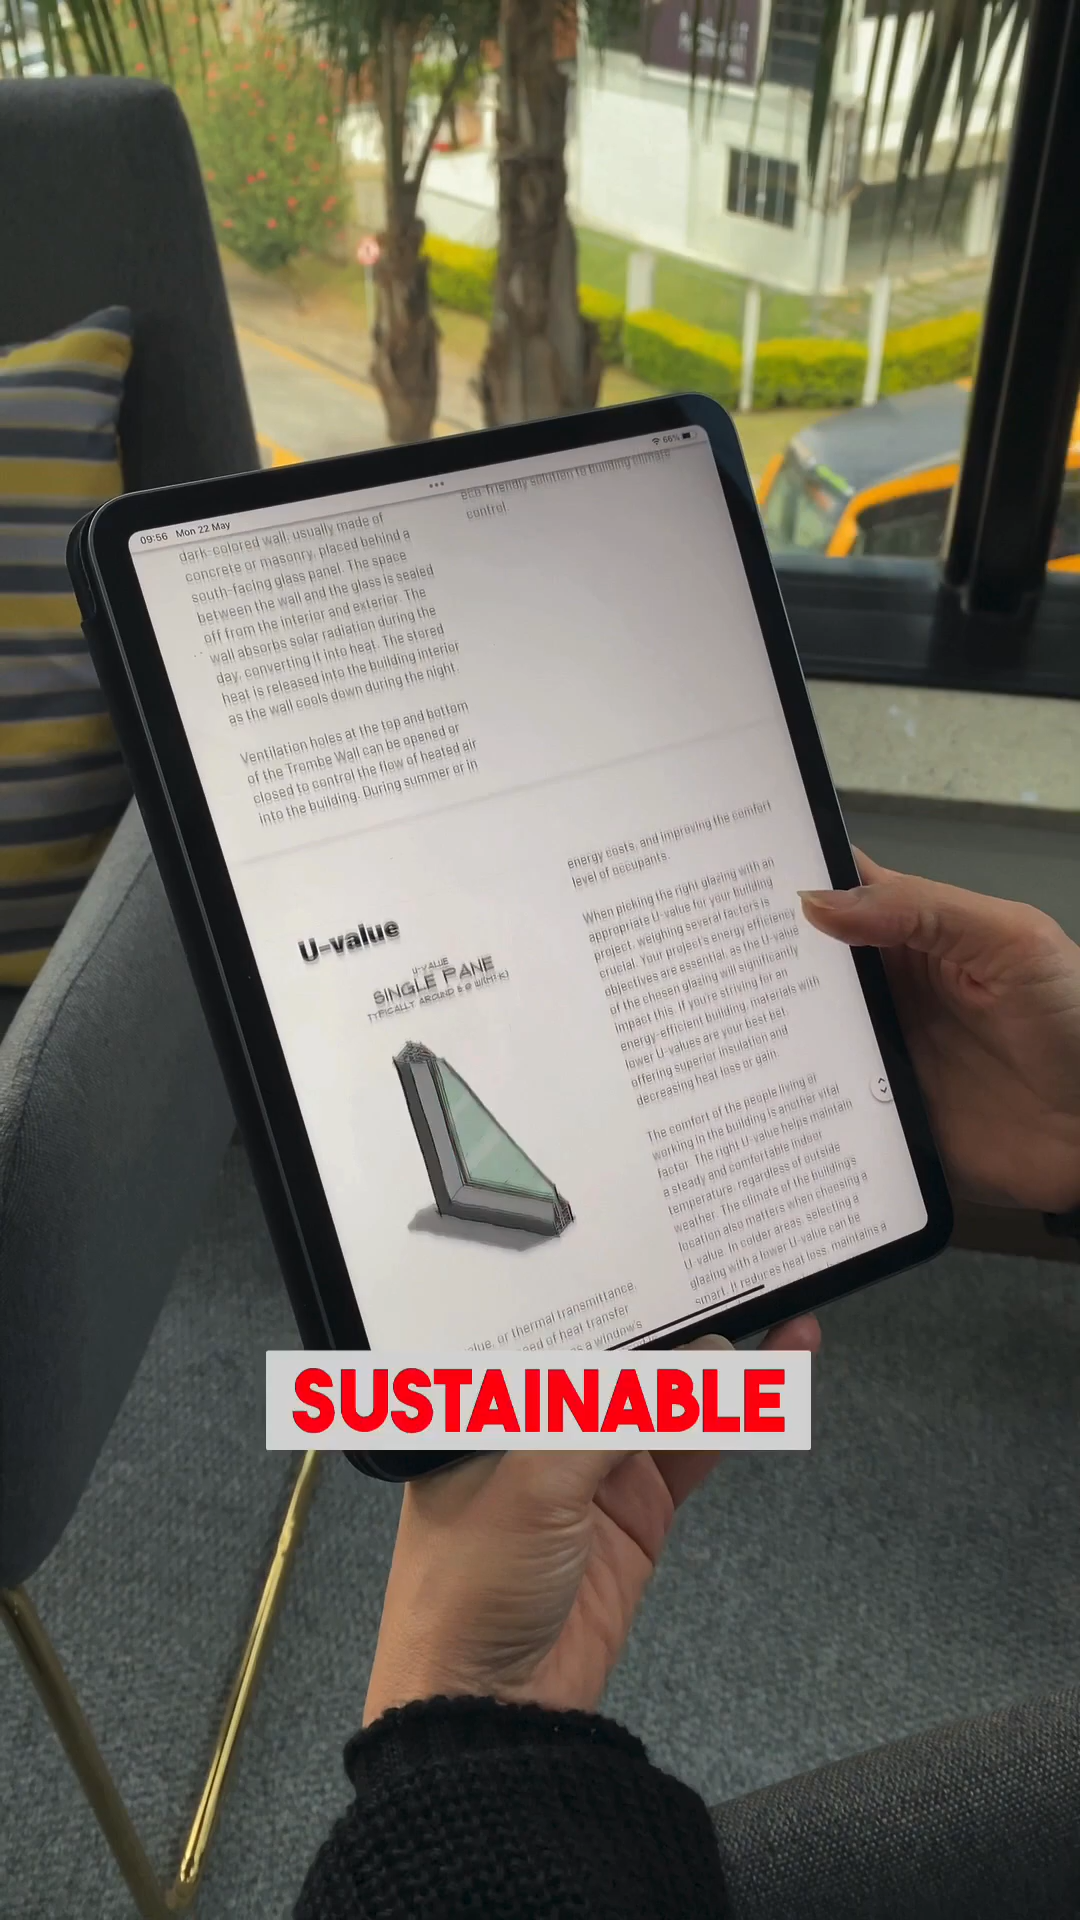 09:56 Mon 22 May
66%
dark-colored wall, usually made of
concrete or masonry, placed behind a
south-facing glass panel. The space
between the wall and the glass is sealed
off from the interior and exterior. The
wall absorbs solar radiation during the
day, converting it into heat. The stored
heat is released into the building interior
as the wall cools down during the night.
Ventilation holes at the top and bottom
of the Trombe Wall can be opened or
closed to control the flow of heated air
into the building. During summer or in
eco-friendly solution to building climate
control.
U-value
U-VALUE
SINGLE PANE
TYPICALLY AROUND
lue, or thermal transmittance,
eed of heat transfer
s a window's
energy costs, and improving the comfort
level of occupants.
When picking the right glazing with an
appropriate U-value for your building
project, weighing several factors is
crucial. Your project's energy efficiency
objectives are essential, as the U-value
of the chosen glazing will significantly
impact this. If you're striving for an
energy-efficient building, materials with
lower U-values are your best bet,
offering superior insulation and
decreasing heat loss or gain.
The comfort of the people living or
working in the building is another vital
factor. The right U-value helps maintain
a steady and comfortable indoor
temperature, regardless of outside
weather. The climate of the building's
location also matters when choosing a
U-value. In colder areas, selecting a
glazing with a lower U-value can be
smart. It reduces heat loss, maintains a
SUSTAINABLE